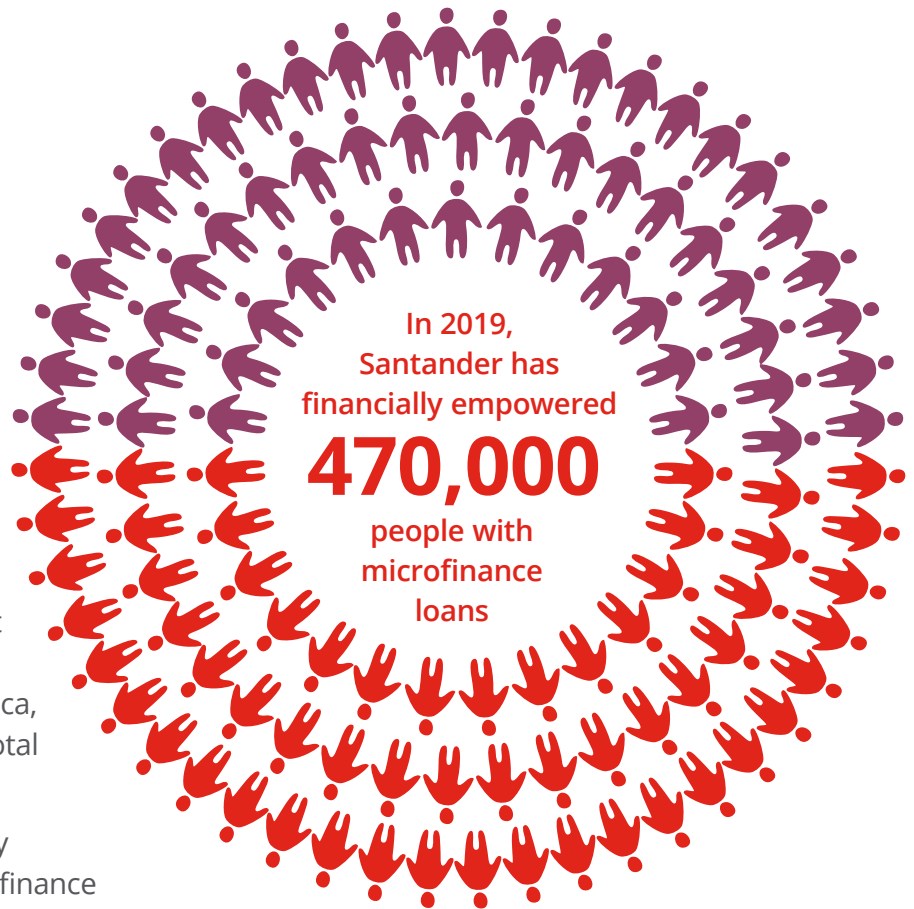 In 2019,
Santander has
financially empowered
470,000
people with
microfinance
loans
ca,
otal
y
finance